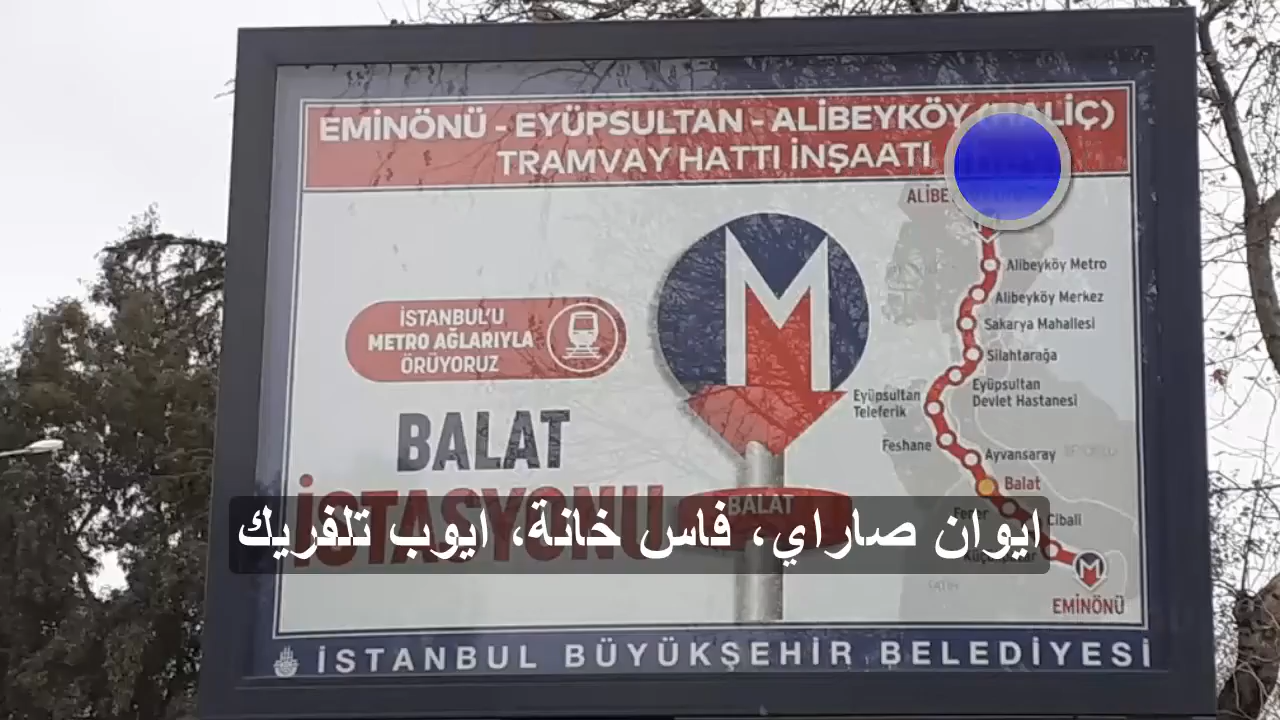 EMİNÖNÜ - EYÜPSULTAN - ALİBEYKÖY
TRAMVAY HATTI İNŞAATI
Alibeyköy Metro
Alibeyköy Merkez
Sakarya Mahallesi
Silahtarağa
Eyüpsultan
Devlet Hastanesi
Eyüpsultan
Teleferik
Feshane
Ayvansaray
Balat
Cibali
EMİNÖNÜ
M
İSTANBUL'U
METRO AĞLARIYLA
ÖRÜYORUZ
BALAT
İSTASYONU
BALAT
ايوان صاراي، فاس خانة، ايوب تلفريك
İSTANBUL BÜYÜKŞEHİR BELEDİYESİ